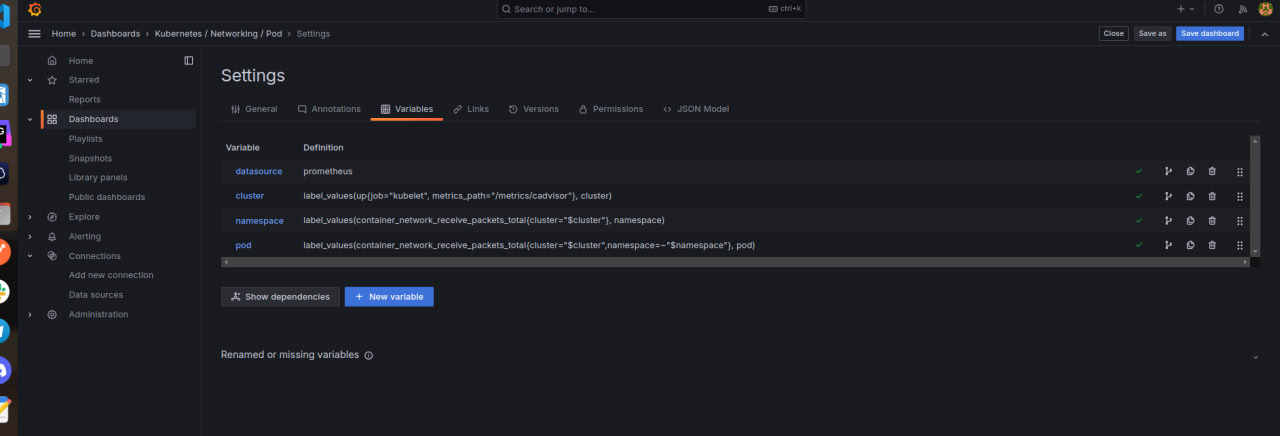 Search or jump to...
ctrl+k
Home › Dashboards › Kubernetes / Networking / Pod › Settings
Close
Save as
Save dashboard
Home
Starred
Reports
Dashboards
Playlists
Snapshots
Library panels
Public dashboards
Explore
Alerting
Connections
Add new connection
Data sources
Administration
Settings
General
Annotations
Variables
Links
Versions
Permissions
JSON Model
Variable Definition
datasource prometheus
cluster label_values(up{job="kubelet", metrics_path="/metrics/cadvisor"}, cluster)
namespace label_values(container_network_receive_packets_total{cluster="$cluster"}, namespace)
pod label_values(container_network_receive_packets_total{cluster="$cluster",namespace=~"$namespace"}, pod)
Show dependencies
+ New variable
Renamed or missing variables